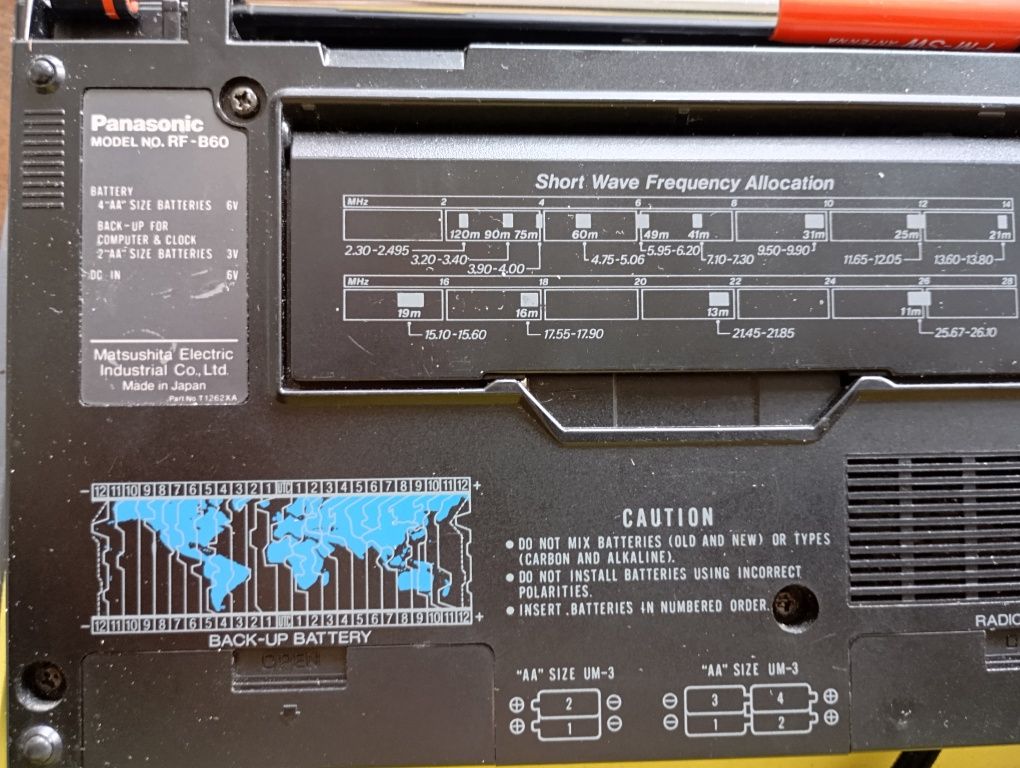 FM/SW ANTENNA
Panasonic
MODEL NO. RF-B60
BATTERY
4"AA" SIZE BATTERIES 6V
BACK-UP FOR
COMPUTER & CLOCK
2"AA" SIZE BATTERIES 3V
DC IN 6V
Matsushita Electric
Industrial Co., Ltd.
Made in Japan
Part No T1262XA
Short Wave Frequency Allocation
MHz 2 4 6 8 10 12 14
120m 90m 75m 60m 49m 41m 31m 25m 21m
2.30-2.495 3.20-3.40 3.90-4.00 4.75-5.06 5.95-6.20 7.10-7.30 9.50-9.90 11.65-12.05 13.60-13.80
MHz 16 18 20 22 24 26 28
19m 16m 13m 11m
15.10-15.60 17.55-17.90 21.45-21.85 25.67-26.10
- 12 11 10 9 8 7 6 5 4 3 2 1 UTC 1 2 3 4 5 6 7 8 9 10 11 12 +
- 12 11 10 9 8 7 6 5 4 3 2 1 UTC 1 2 3 4 5 6 7 8 9 10 11 12 +
BACK-UP BATTERY
OPEN
CAUTION
● DO NOT MIX BATTERIES (OLD AND NEW) OR TYPES
(CARBON AND ALKALINE).
● DO NOT INSTALL BATTERIES USING INCORRECT
POLARITIES.
● INSERT BATTERIES IN NUMBERED ORDER.
RADIO
"AA" SIZE UM-3
⊕ 2 ⊖
⊕ 1 ⊖
"AA" SIZE UM-3
⊖ 3 4 ⊕
⊖ 1 2 ⊕